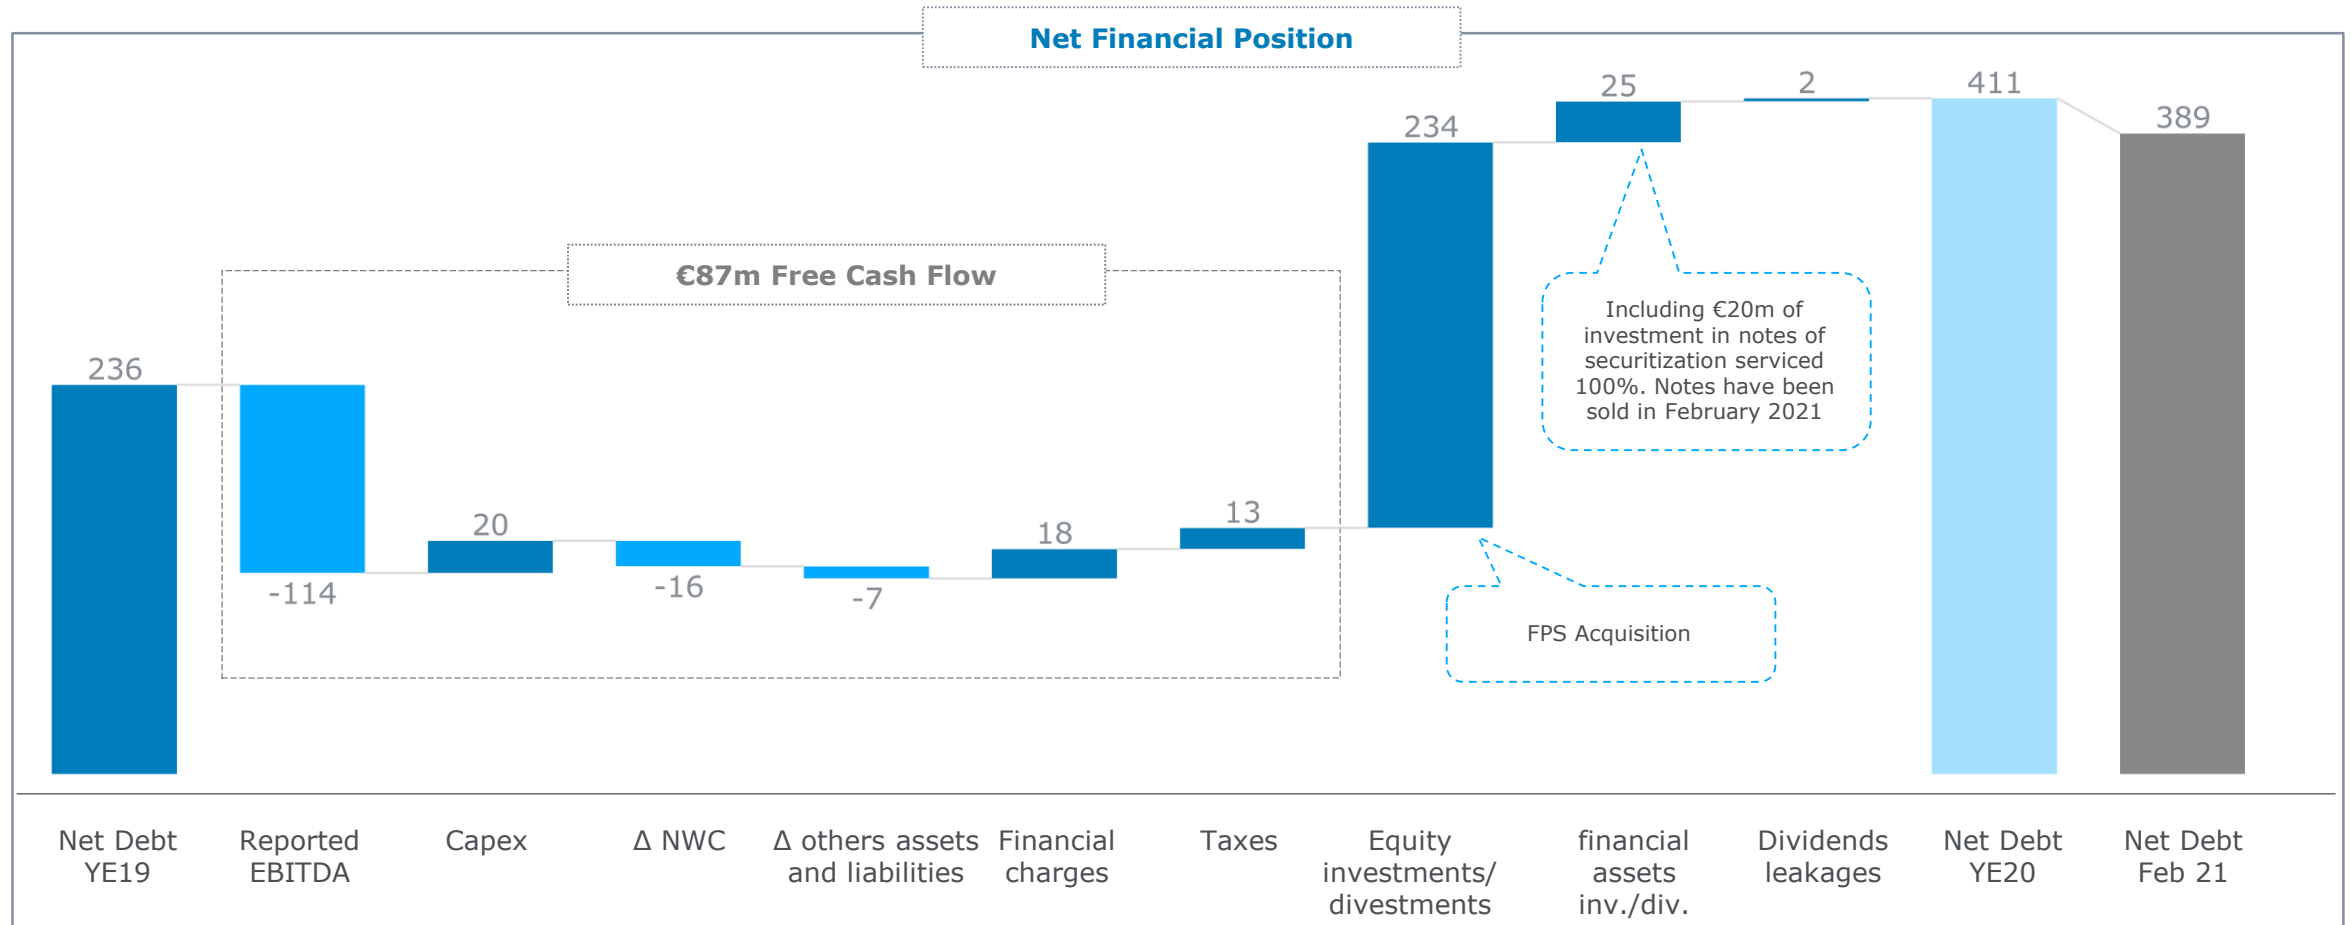 Net Financial Position
€87m Free Cash Flow
236
-114
20
-16
-7
18
13
234
25
2
411
389
Including €20m of
investment in notes of
securitization serviced
100%. Notes have been
sold in February 2021
FPS Acquisition
Net Debt
YE19
Reported
EBITDA
Capex
Δ NWC
Δ others assets
and liabilities
Financial
charges
Taxes
Equity
investments/
divestments
financial
assets
inv./div.
Dividends
leakages
Net Debt
YE20
Net Debt
Feb 21